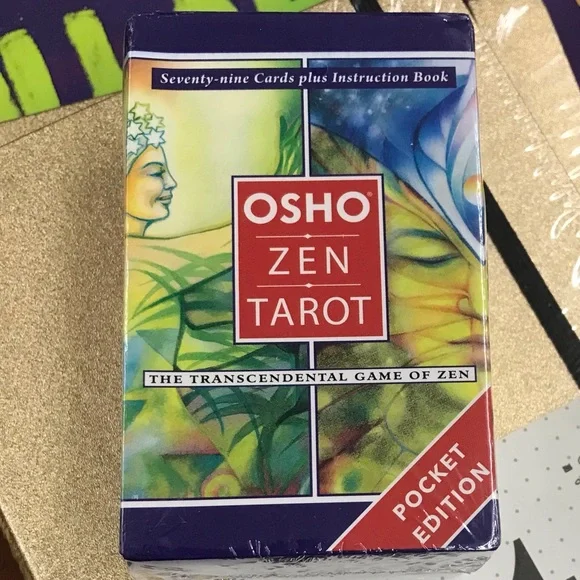 Seventy-nine Cards plus Instruction Book
OSHO®
ZEN
TAROT
THE TRANSCENDENTAL GAME OF ZEN
POCKET
EDITION